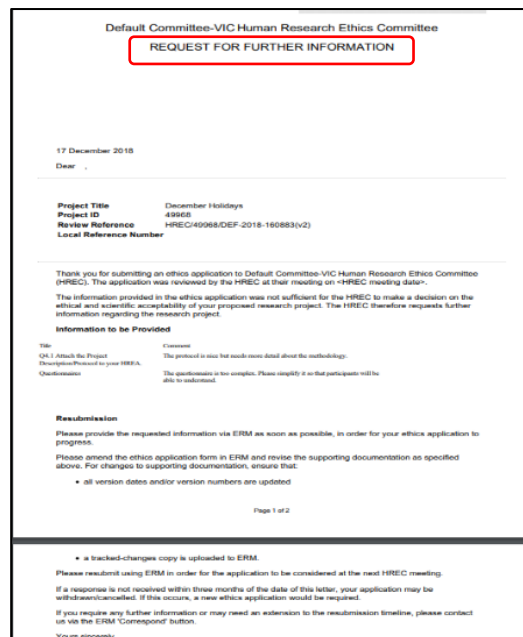 Default Committee-VIC Human Research Ethics Committee
REQUEST FOR FURTHER INFORMATION
17 December 2018
Dear ,
Project Title December Holidays
Project ID 49968
Review Reference HREC/49968/DEF-2018-160883(v2)
Local Reference Number
Thank you for submitting an ethics application to Default Committee-VIC Human Research Ethics Committee
(HREC). The application was reviewed by the HREC at their meeting on <HREC meeting date>.
The information provided in the ethics application was not sufficient for the HREC to make a decision on the
ethical and scientific acceptability of your proposed research project. The HREC therefore requests further
information regarding the research project.
Information to be Provided
Title Comment
Q4.1 Attach the Project The protocol is nice but needs more detail about the methodology.
Description/Protocol to your HREA.
Questionnaires The questionnaire is too complex. Please simplify it so that participants will be
able to understand.
Resubmission
Please provide the requested information via ERM as soon as possible, in order for your ethics application to
progress.
Please amend the ethics application form in ERM and revise the supporting documentation as specified
above. For changes to supporting documentation, ensure that:
• all version dates and/or version numbers are updated
Page 1 of 2
• a tracked-changes copy is uploaded to ERM.
Please resubmit using ERM in order for the application to be considered at the next HREC meeting.
If a response is not received within three months of the date of this letter, your application may be
withdrawn/cancelled. If this occurs, a new ethics application would be required.
If you require any further information or may need an extension to the resubmission timeline, please contact
us via the ERM 'Correspond' button.
Yours sincerely